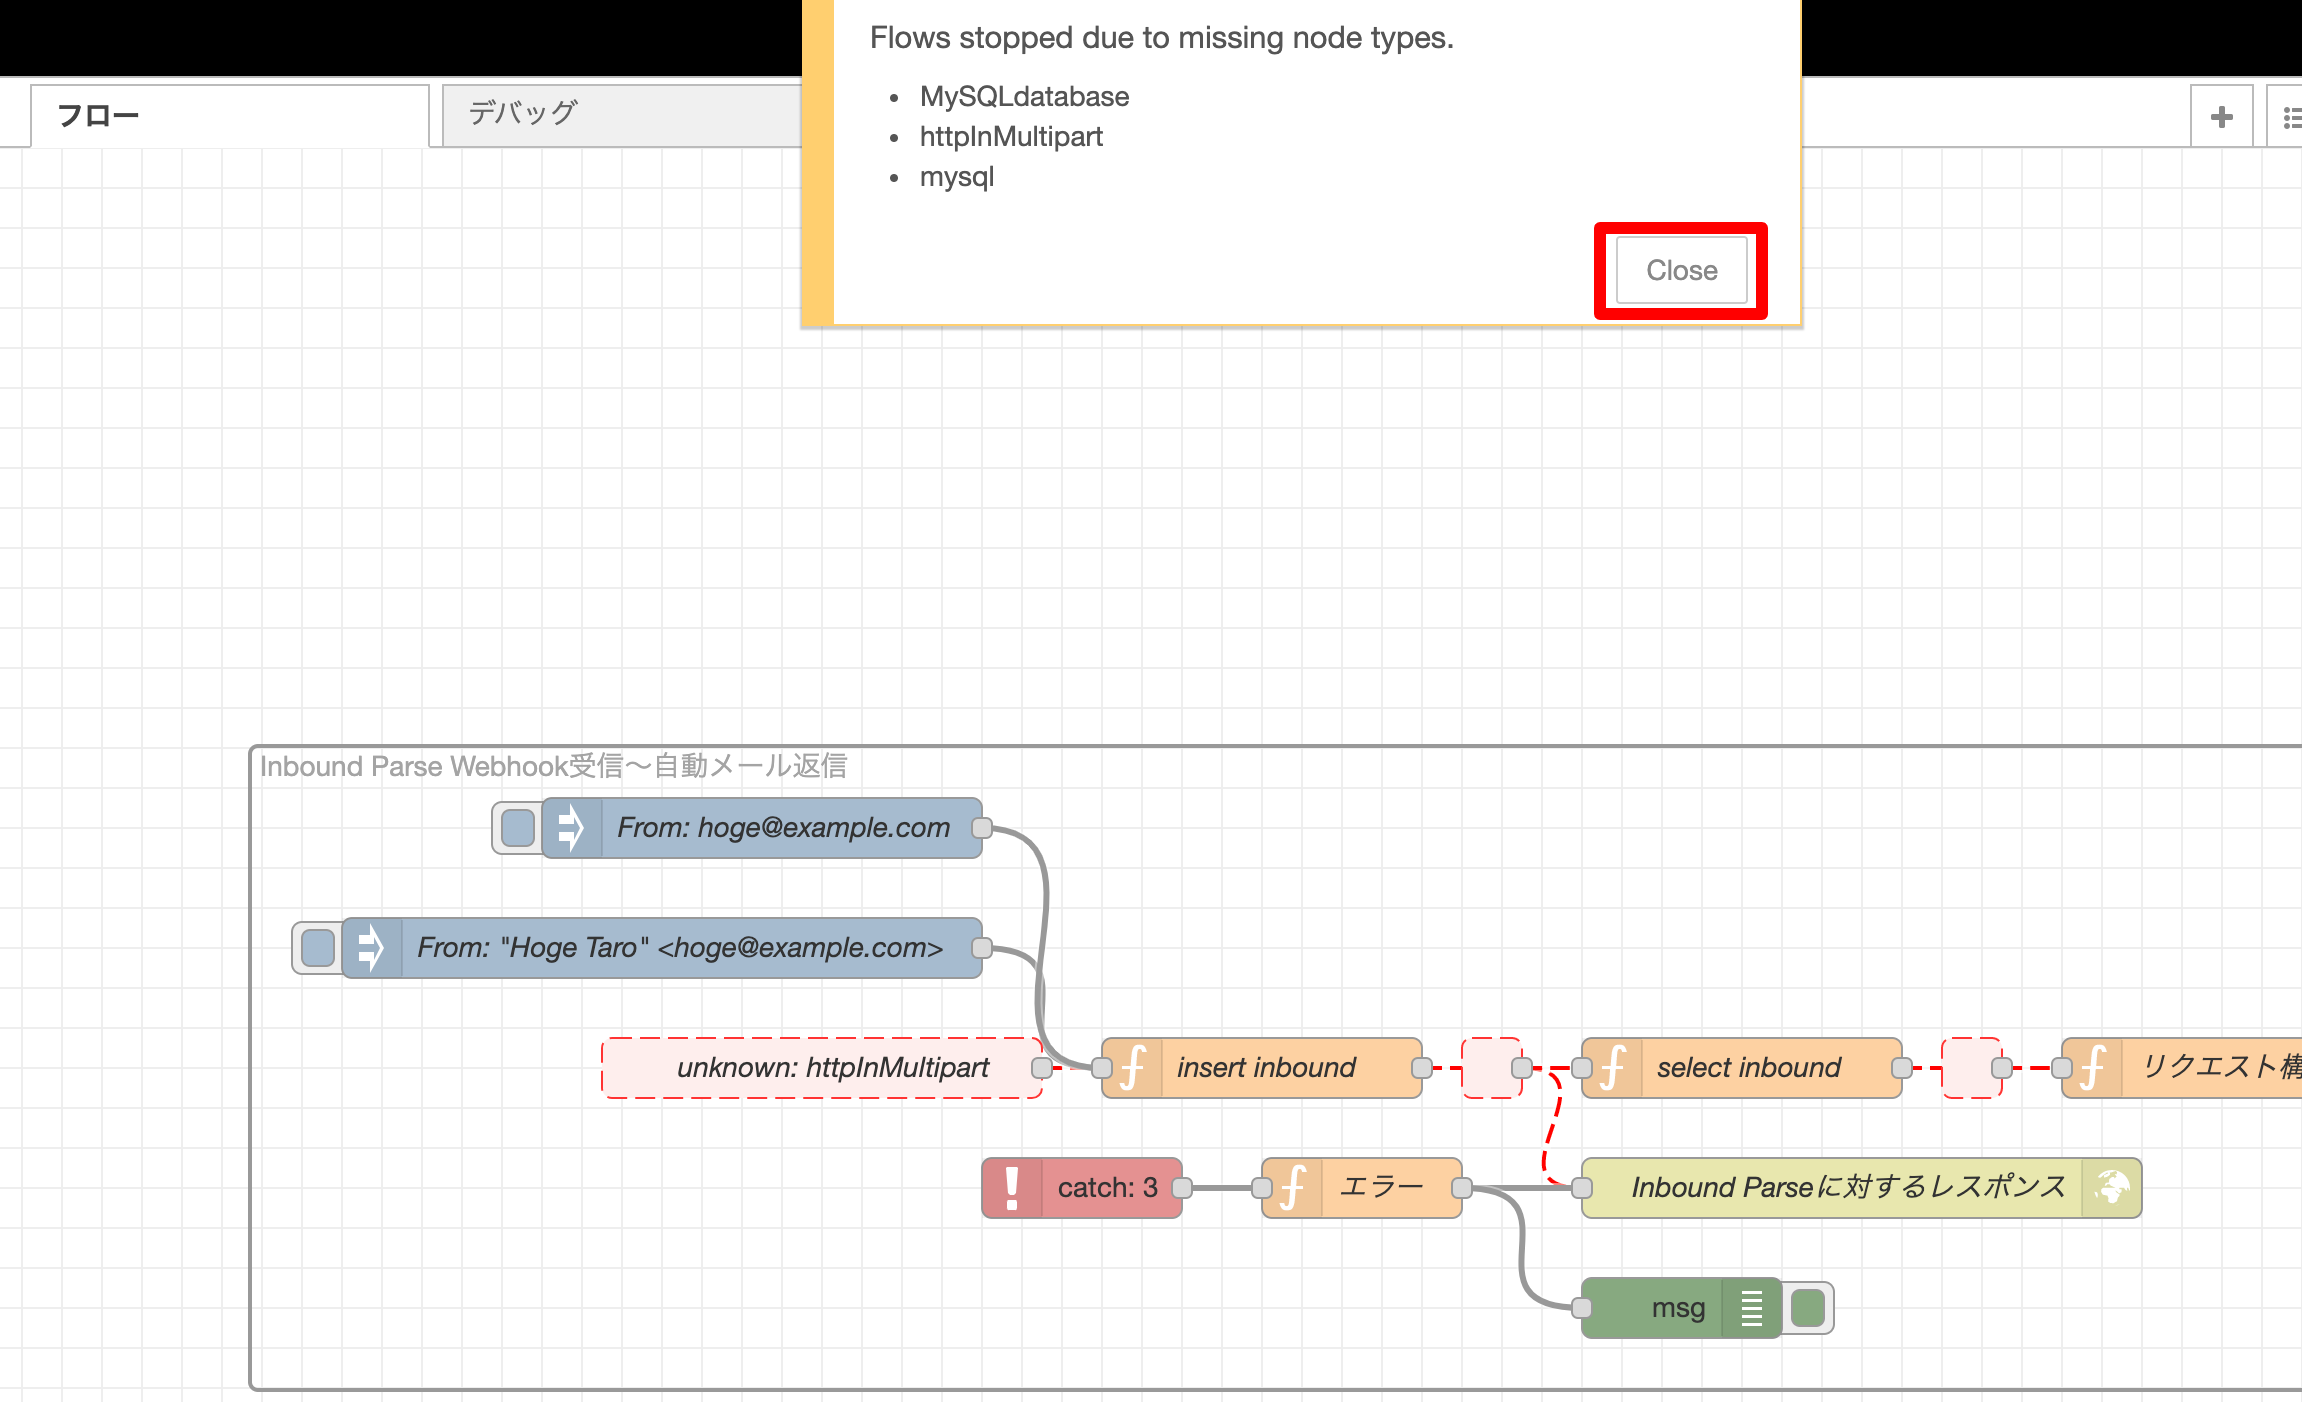 Flows stopped due to missing node types.
• MySQLdatabase
• httpInMultipart
• mysql
Close
フロー
デバッグ
Inbound Parse Webhook受信〜自動メール返信
From: hoge@example.com
From: "Hoge Taro" <hoge@example.com>
unknown: httpInMultipart
insert inbound
select inbound
リクエスト構
catch: 3
エラー
Inbound Parseに対するレスポンス
msg